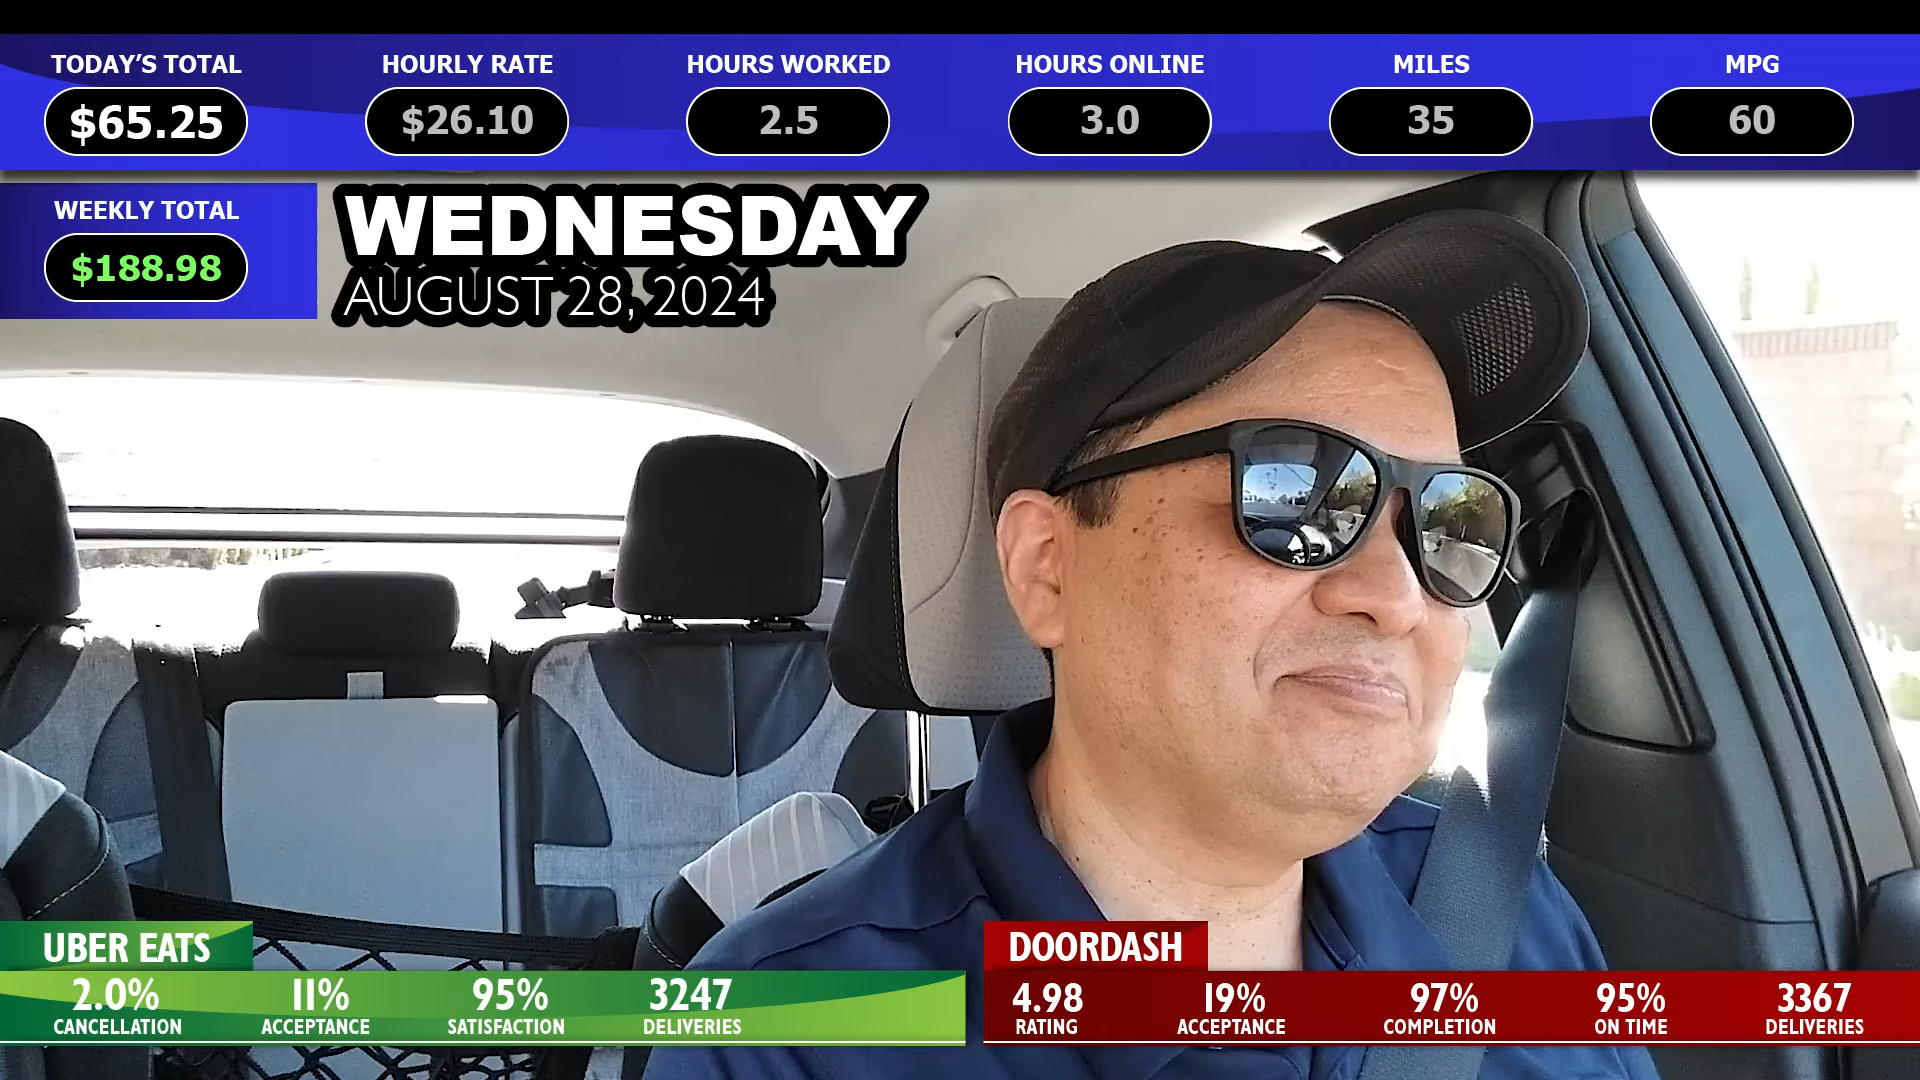 TODAY'S TOTAL HOURLY RATE HOURS WORKED HOURS ONLINE MILES MPG
$65.25 $26.10 2.5 3.0 35 60
WEEKLY TOTAL
$188.98
WEDNESDAY
AUGUST 28, 2024
UBER EATS
2.0% 11% 95% 3247
CANCELLATION ACCEPTANCE SATISFACTION DELIVERIES
DOORDASH
4.98 19% 97% 95% 3367
RATING ACCEPTANCE COMPLETION ON TIME DELIVERIES